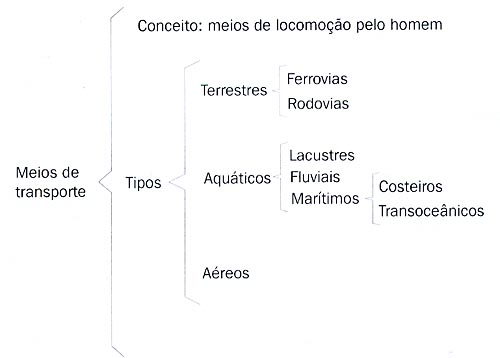 Conceito: meios de locomoção pelo homem
Terrestres
Ferrovias
Rodovias
Meios de
transporte
Tipos
Aquáticos
Lacustres
Fluviais
Marítimos
Costeiros
Transoceânicos
Aéreos